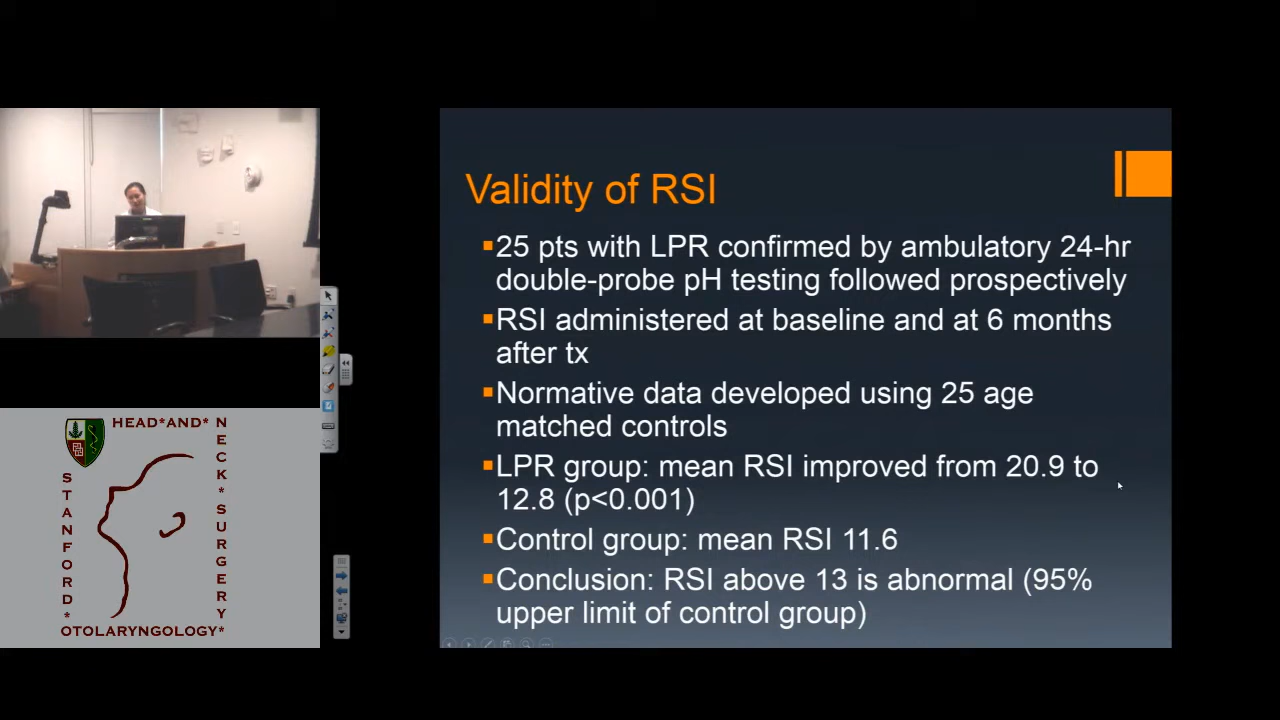 Validity of RSI
▪25 pts with LPR confirmed by ambulatory 24-hr
double-probe pH testing followed prospectively
▪RSI administered at baseline and at 6 months
after tx
▪Normative data developed using 25 age
matched controls
▪LPR group: mean RSI improved from 20.9 to
12.8 (p<0.001)
▪Control group: mean RSI 11.6
▪Conclusion: RSI above 13 is abnormal (95%
upper limit of control group)
HEAD*AND*
NECK*SURGERY
STANFORD*
OTOLARYNGOLOGY*